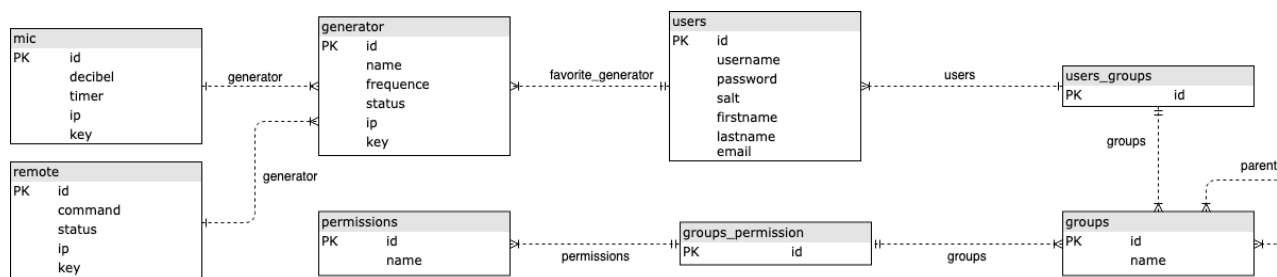 mic
PK id
decibel
timer
ip
key
generator
generator
PK id
name
frequence
status
ip
key
favorite_generator
users
PK id
username
password
salt
firstname
lastname
email
users
users_groups
PK id
groups
parent
remote
PK id
command
status
ip
key
generator
permissions
PK id
name
permissions
groups_permission
PK id
groups
groups
PK id
name